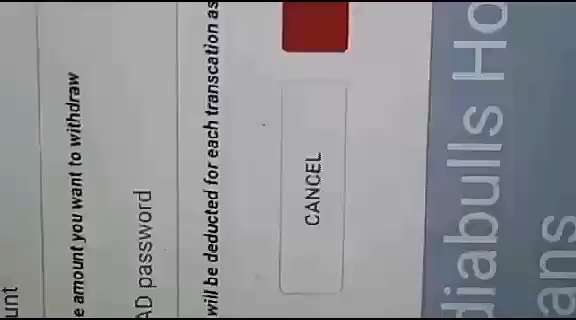 unt
e amount you want to withdraw
AD password
will be deducted for each transcation as
CANCEL
diabulls Ho
ans